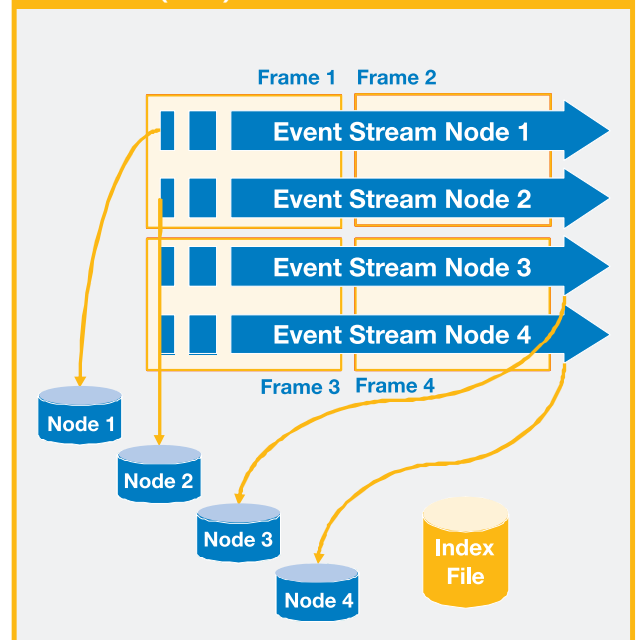 Frame 1 Frame 2
Event Stream Node 1
Event Stream Node 2
Event Stream Node 3
Event Stream Node 4
Frame 3 Frame 4
Node 1
Node 2
Node 3
Node 4
Index
File